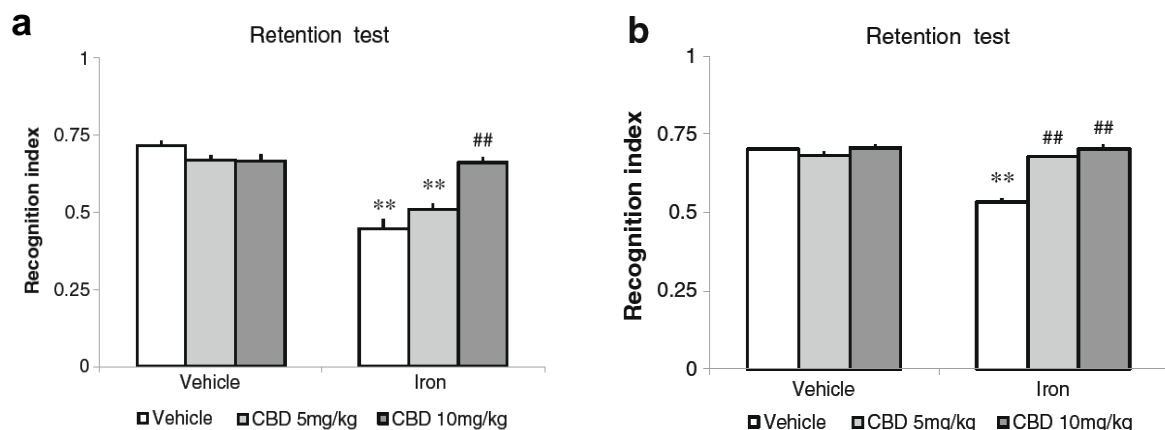 a
Retention test
Recognition index
1
0.75
0.5
0.25
0
**
**
##
Vehicle
Iron
Vehicle CBD 5mg/kg CBD 10mg/kg
b
Retention test
Recognition index
1
0.75
0.5
0.25
0
**
##
##
Vehicle
Iron
Vehicle CBD 5mg/kg CBD 10mg/kg